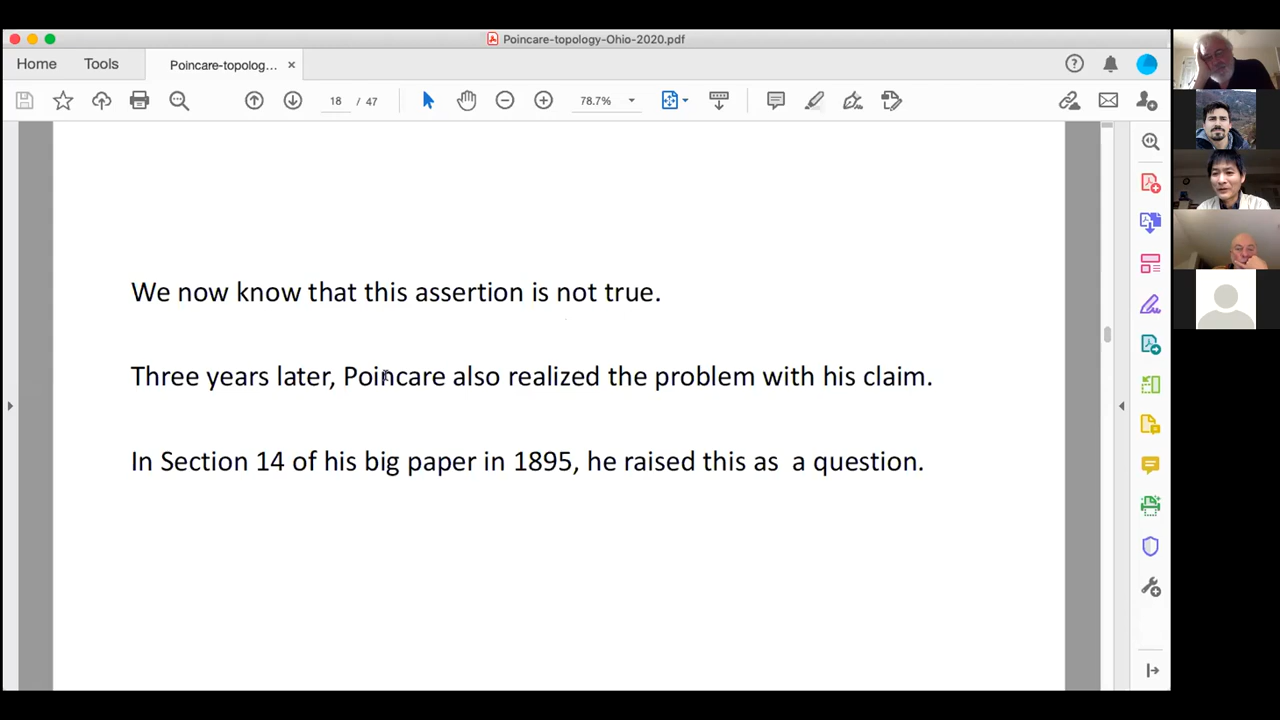 Poincare-topology-Ohio-2020.pdf
Home
Tools
Poincare-topolog...
18 / 47
78.7%
We now know that this assertion is not true.
Three years later, Poincare also realized the problem with his claim.
In Section 14 of his big paper in 1895, he raised this as a question.